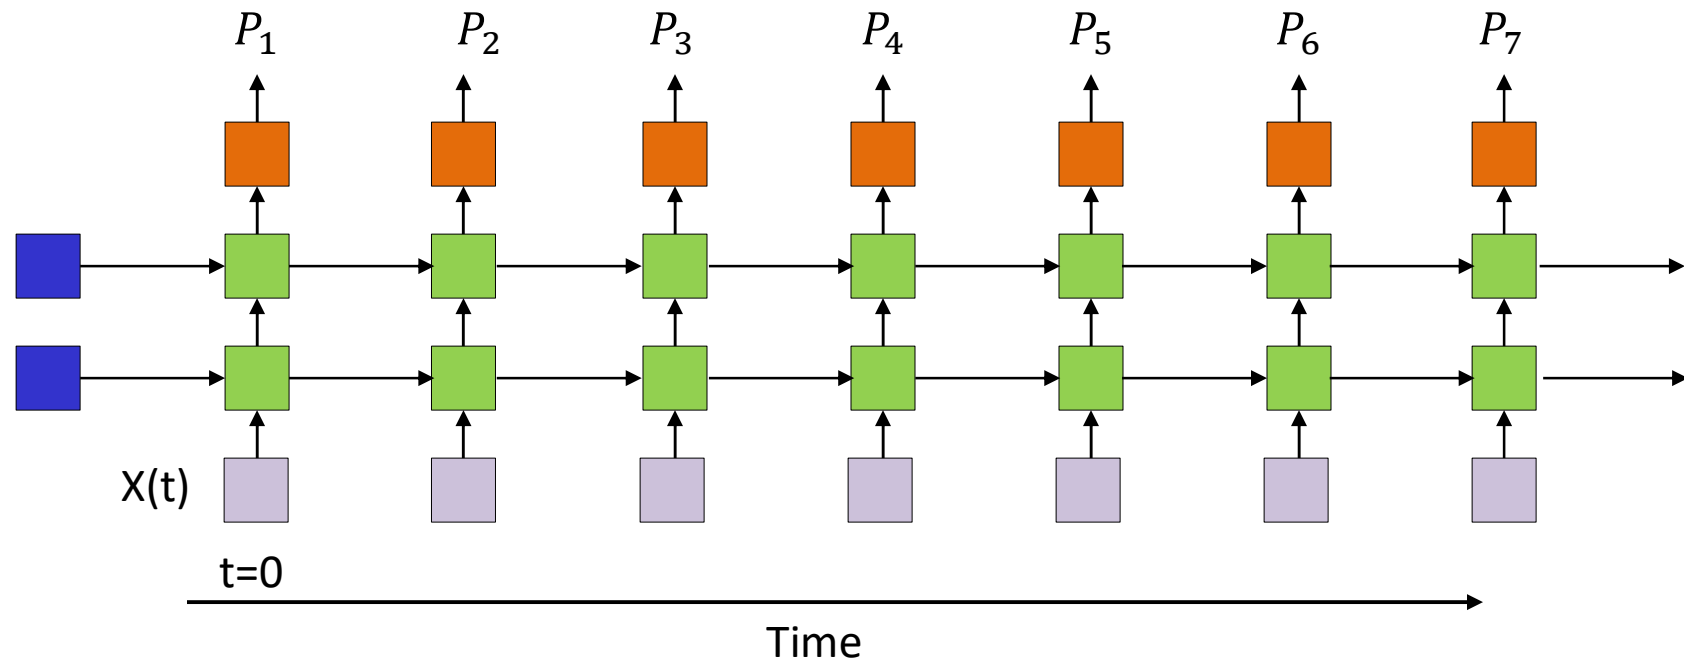 P₁ P₂ P₃ P₄ P₅ P₆ P₇
X(t)
t=0
Time